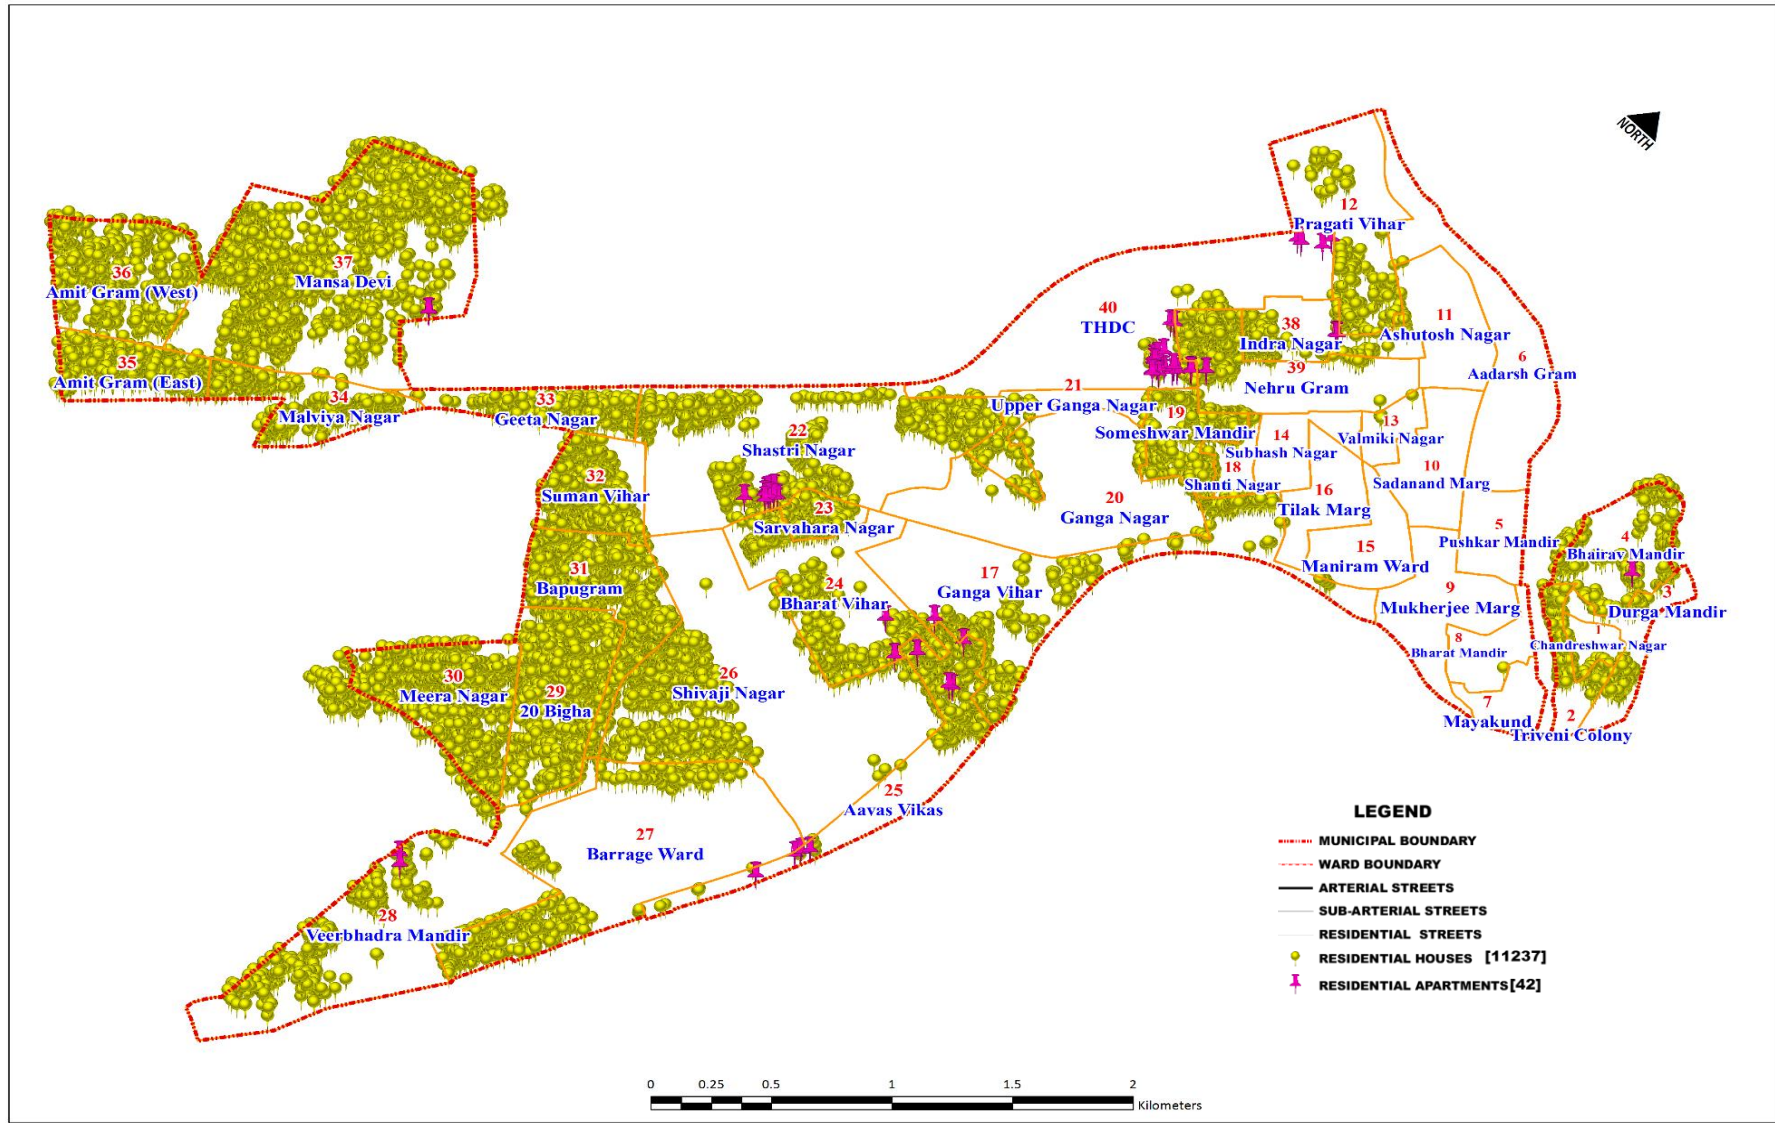 NORTH
12
Pragati Vihar
37
Mansa Devi
36
Amit Gram (West)
40
THDC
38
Indra Nagar
11
Ashutosh Nagar
6
Aadarsh Gram
39
Nehru Gram
35
Amit Gram (East)
34
Malviya Nagar
33
Geeta Nagar
21
Upper Ganga Nagar
19
Someshwar Mandir
22
Shastri Nagar
14
Subhash Nagar
13
Valmiki Nagar
32
Suman Vihar
18
Shanti Nagar
10
Sadanand Marg
23
Sarvahara Nagar
20
Ganga Nagar
16
Tilak Marg
5
Pushkar Mandir
4
Bhairav Mandir
15
Maniram Ward
31
Bapugram
24
Bharat Vihar
17
Ganga Vihar
9
Mukherjee Marg
3
Durga Mandir
1
Chandreshwar Nagar
8
Bharat Mandir
30
Meera Nagar
29
20 Bigha
26
Shivaji Nagar
7
Mayakund
2
Triveni Colony
25
Aavas Vikas
27
Barrage Ward
28
Veerbhadra Mandir
LEGEND
MUNICIPAL BOUNDARY
WARD BOUNDARY
ARTERIAL STREETS
SUB-ARTERIAL STREETS
RESIDENTIAL STREETS
RESIDENTIAL HOUSES [11237]
RESIDENTIAL APARTMENTS[42]
0 0.25 0.5 1 1.5 2
Kilometers